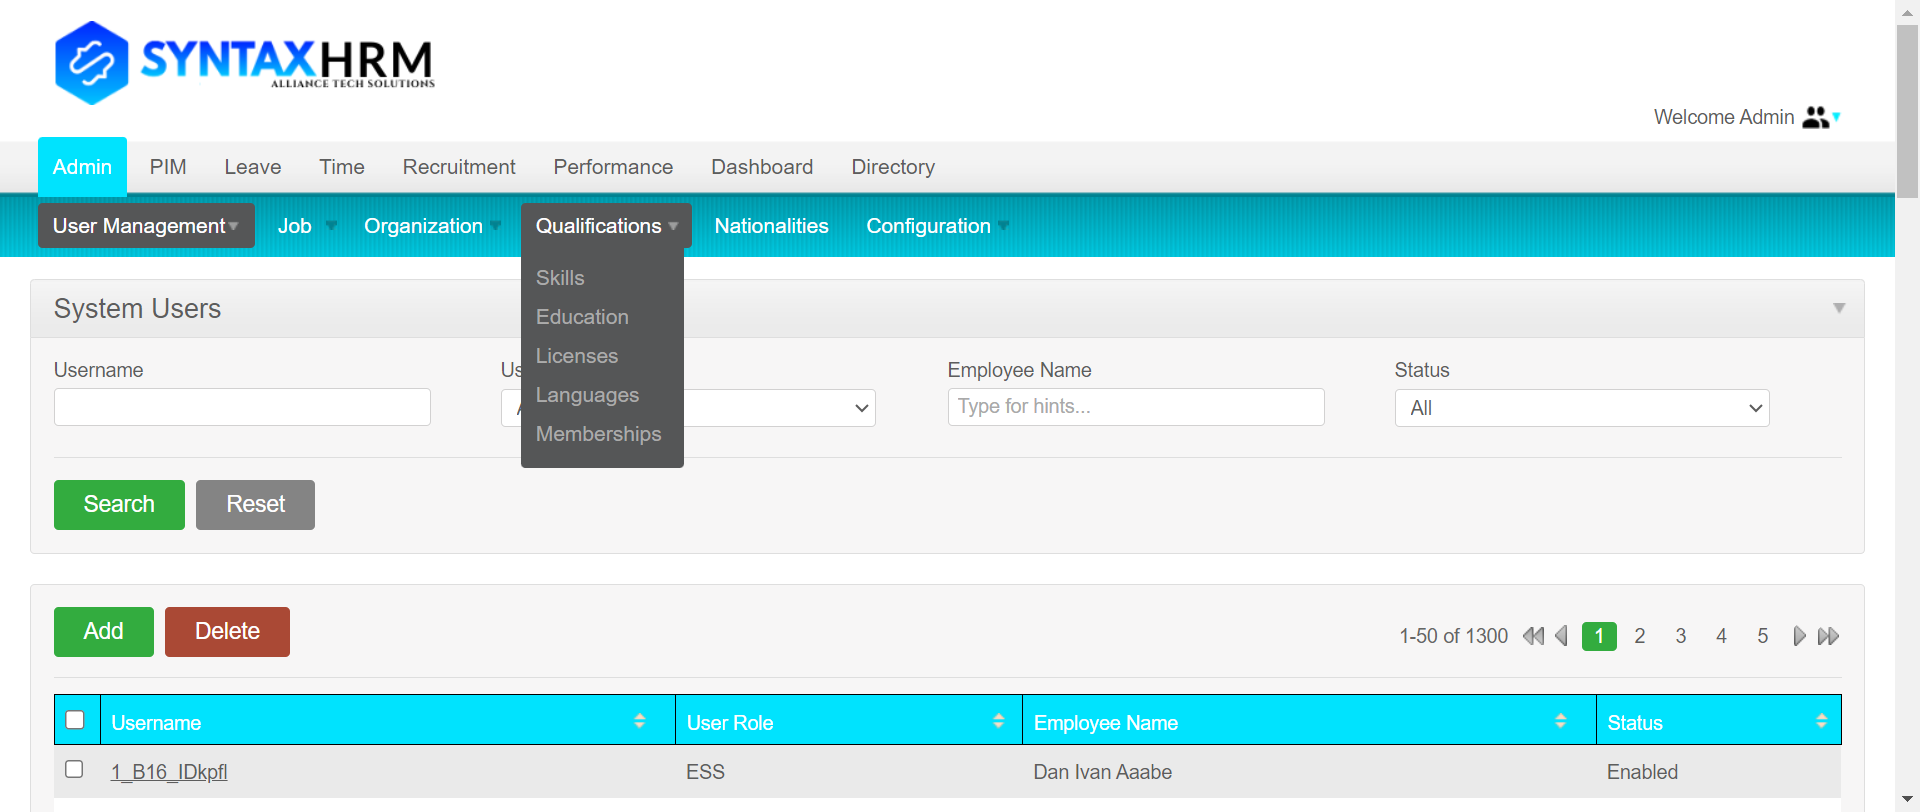 SYNTAXHRM
ALLIANCE TECH SOLUTIONS
Welcome Admin
Admin PIM Leave Time Recruitment Performance Dashboard Directory
User Management Job Organization Qualifications Nationalities Configuration
Skills
Education
Licenses
Languages
Memberships
System Users
Username Employee Name Status
Type for hints... All
Search Reset
Add Delete 1-50 of 1300 1 2 3 4 5
Username User Role Employee Name Status
1_B16_IDkpfl ESS Dan Ivan Aaabe Enabled